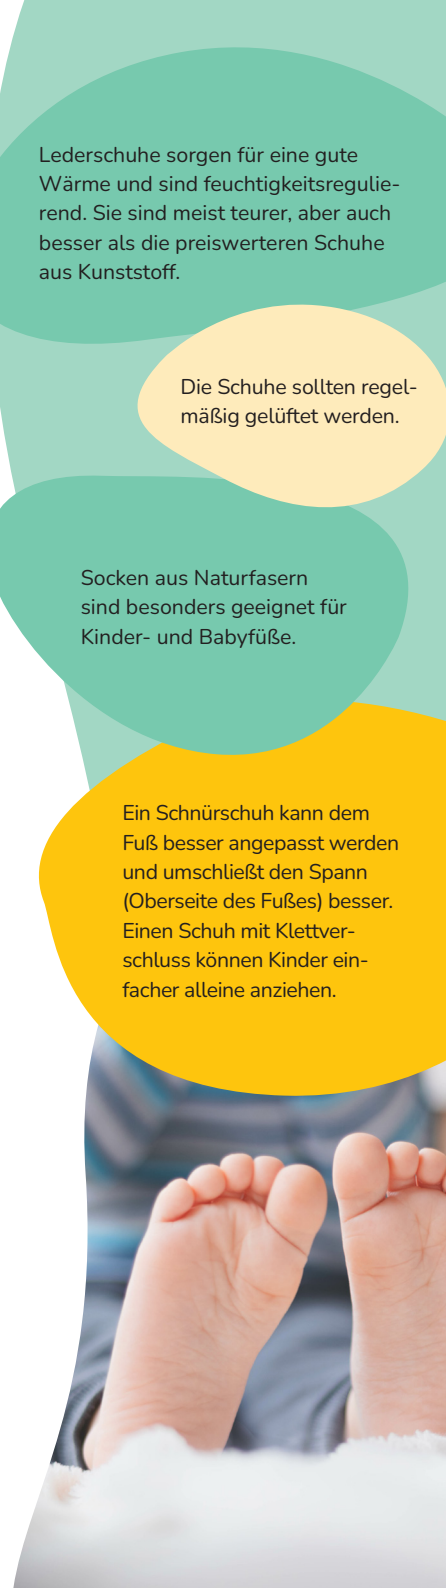 Lederschuhe sorgen für eine gute
Wärme und sind feuchtigkeitsregulie-
rend. Sie sind meist teurer, aber auch
besser als die preiswerteren Schuhe
aus Kunststoff.
Die Schuhe sollten regel-
mäßig gelüftet werden.
Socken aus Naturfasern
sind besonders geeignet für
Kinder- und Babyfüße.
Ein Schnürschuh kann dem
Fuß besser angepasst werden
und umschließt den Spann
(Oberseite des Fußes) besser.
Einen Schuh mit Klettver-
schluss können Kinder ein-
facher alleine anziehen.